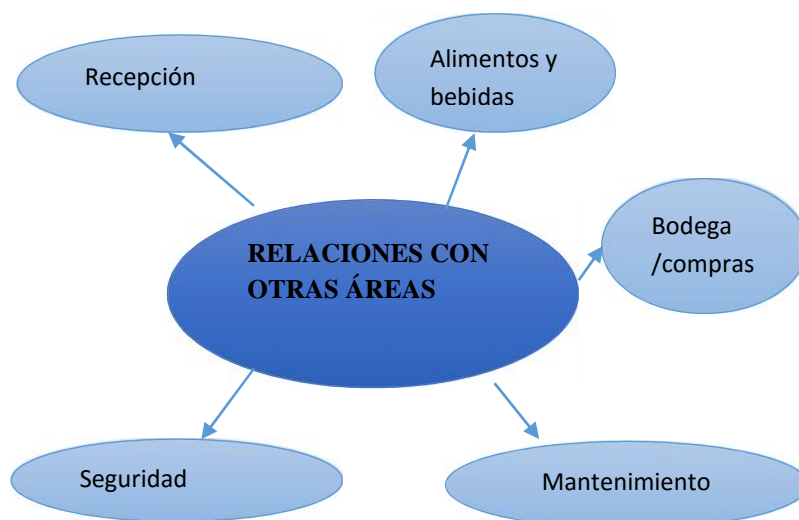 Recepción
Alimentos y
bebidas
RELACIONES CON
OTRAS ÁREAS
Bodega
/compras
Seguridad
Mantenimiento